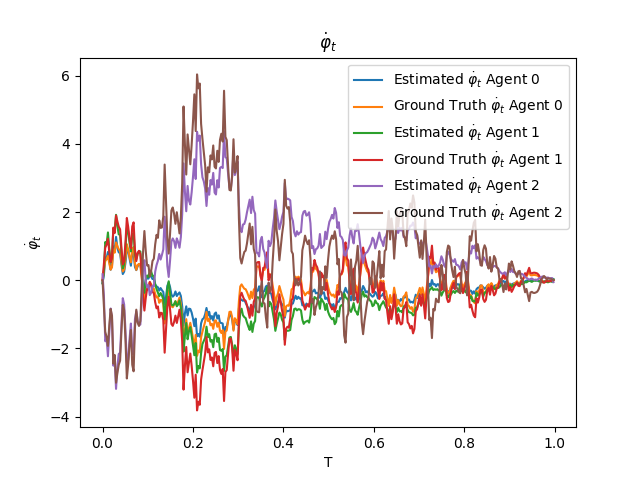 φ̇ₜ
Estimated φ̇ₜ Agent 0
Ground Truth φ̇ₜ Agent 0
Estimated φ̇ₜ Agent 1
Ground Truth φ̇ₜ Agent 1
Estimated φ̇ₜ Agent 2
Ground Truth φ̇ₜ Agent 2
6
4
2
0
−2
−4
φ̇ₜ
0.0 0.2 0.4 0.6 0.8 1.0
T